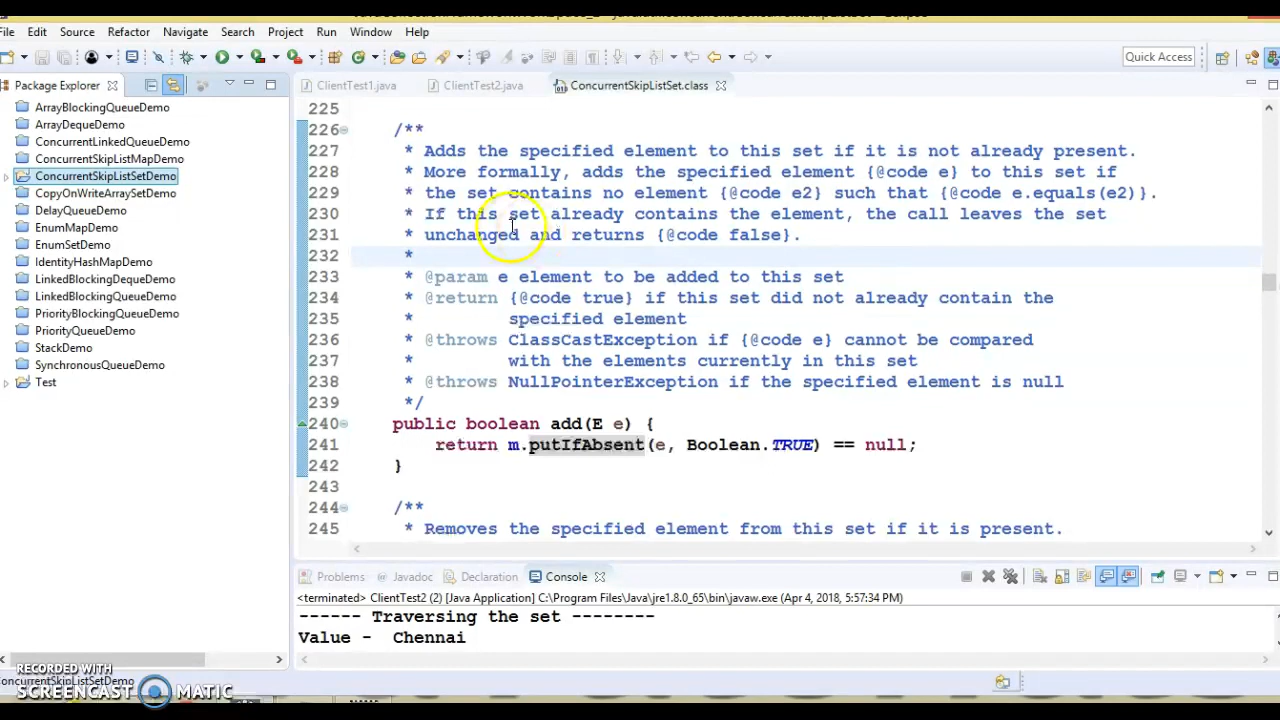 File Edit Source Refactor Navigate Search Project Run Window Help
Quick Access
Package Explorer
ClientTest1.java ClientTest2.java ConcurrentSkipListSet.class
ArrayBlockingQueueDemo
ArrayDequeDemo
ConcurrentLinkedQueueDemo
ConcurrentSkipListMapDemo
ConcurrentSkipListSetDemo
CopyOnWriteArraySetDemo
DelayQueueDemo
EnumMapDemo
EnumSetDemo
IdentityHashMapDemo
LinkedBlockingDequeDemo
LinkedBlockingQueueDemo
PriorityBlockingQueueDemo
PriorityQueueDemo
StackDemo
SynchronousQueueDemo
Test
225
226 /**
227 * Adds the specified element to this set if it is not already present.
228 * More formally, adds the specified element {@code e} to this set if
229 * the set contains no element {@code e2} such that {@code e.equals(e2)}.
230 * If this set already contains the element, the call leaves the set
231 * unchanged and returns {@code false}.
232 *
233 * @param e element to be added to this set
234 * @return {@code true} if this set did not already contain the
235 * specified element
236 * @throws ClassCastException if {@code e} cannot be compared
237 * with the elements currently in this set
238 * @throws NullPointerException if the specified element is null
239 */
240 public boolean add(E e) {
241 return m.putIfAbsent(e, Boolean.TRUE) == null;
242 }
243
244 /**
245 * Removes the specified element from this set if it is present.
Problems Javadoc Declaration Console
<terminated> ClientTest2 (2) [Java Application] C:\Program Files\Java\jre1.8.0_65\bin\javaw.exe (Apr 4, 2018, 5:57:34 PM)
------ Traversing the set --------
Value - Chennai
RECORDED WITH
ConcurrentSkipListSetDemo
SCREENCAST MATIC